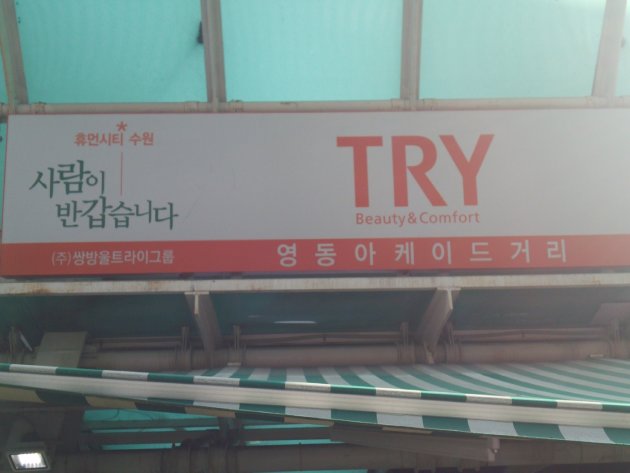 휴먼시티 수원
사람이
반갑습니다
TRY
Beauty & Comfort
(주)쌍방울트라이그룹
영동아케이드거리